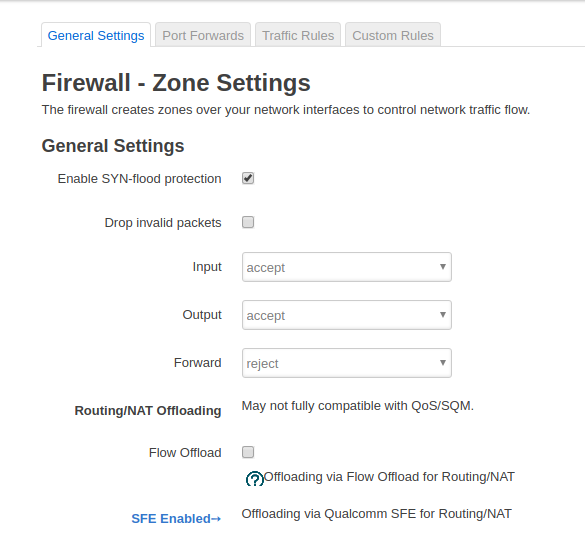 General Settings Port Forwards Traffic Rules Custom Rules
Firewall - Zone Settings
The firewall creates zones over your network interfaces to control network traffic flow.
General Settings
Enable SYN-flood protection
Drop invalid packets
Input accept
Output accept
Forward reject
Routing/NAT Offloading May not fully compatible with QoS/SQM.
Flow Offload
Offloading via Flow Offload for Routing/NAT
SFE Enabled→ Offloading via Qualcomm SFE for Routing/NAT